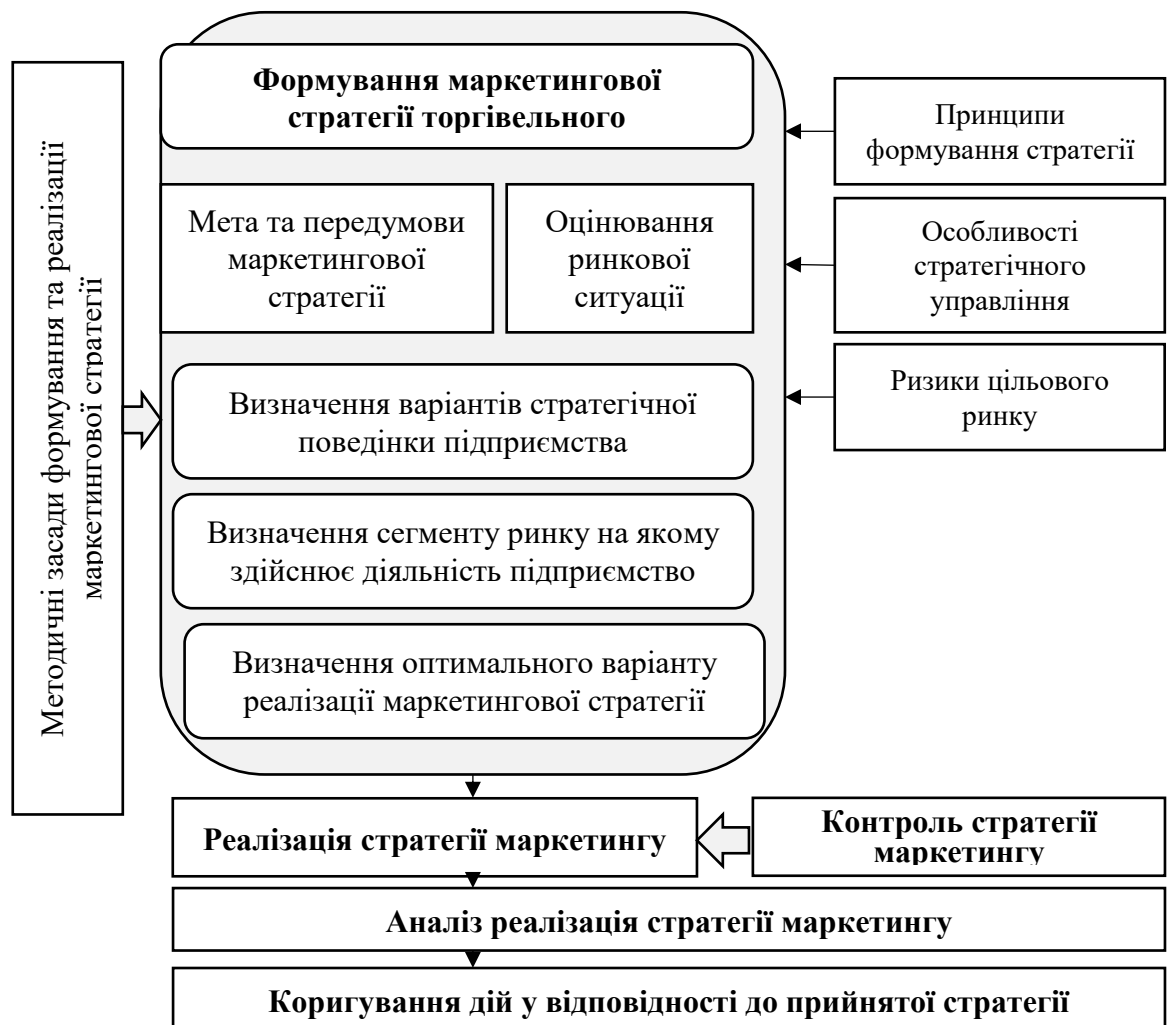 Методичні засади формування та реалізації
маркетингової стратегії
Формування маркетингової
стратегії торгівельного
Мета та передумови
маркетингової
стратегії
Оцінювання
ринкової
ситуації
Визначення варіантів стратегічної
поведінки підприємства
Визначення сегменту ринку на якому
здійснює діяльність підприємство
Визначення оптимального варіанту
реалізації маркетингової стратегії
Принципи
формування стратегії
Особливості
стратегічного
управління
Ризики цільового
ринку
Реалізація стратегії маркетингу
Контроль стратегії
маркетингу
Аналіз реалізація стратегії маркетингу
Коригування дій у відповідності до прийнятої стратегії